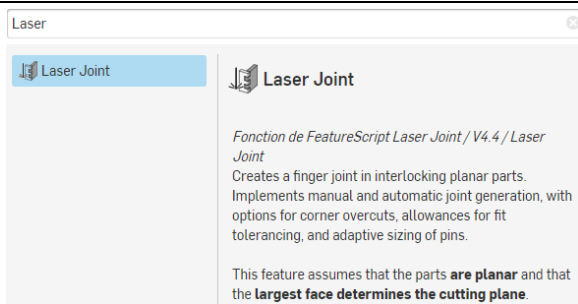 Laser
Laser Joint
Laser Joint
Fonction de FeatureScript Laser Joint / V4.4 / Laser
Joint
Creates a finger joint in interlocking planar parts.
Implements manual and automatic joint generation, with
options for corner overcuts, allowances for fit
tolerancing, and adaptive sizing of pins.
This feature assumes that the parts are planar and that
the largest face determines the cutting plane.